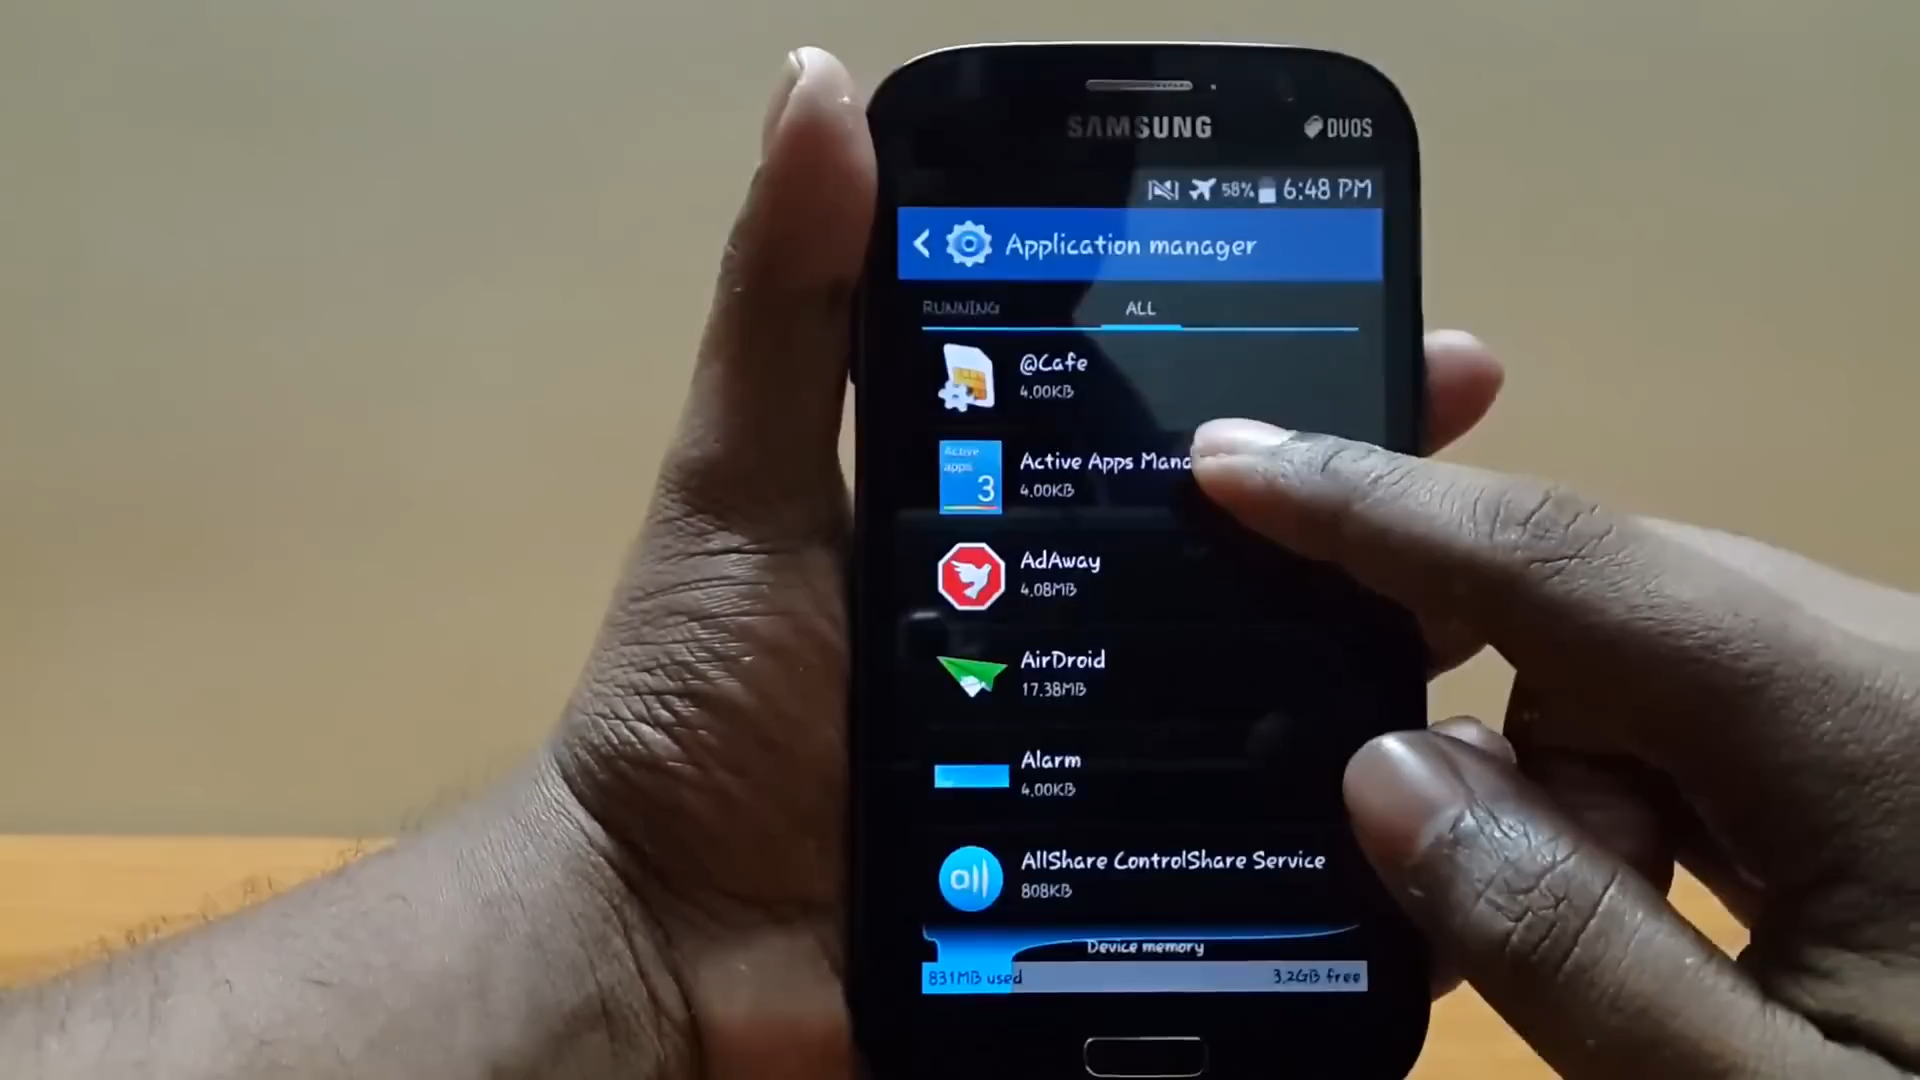 SAMSUNG
DUOS
58% 6:48 PM
Application manager
RUNNING ALL
@Cafe
4.00KB
Active
apps
3
Active Apps Mana
4.00KB
AdAway
4.08MB
AirDroid
17.38MB
Alarm
4.00KB
all
AllShare ControlShare Service
808KB
Device memory
831MB used 3.2GB free